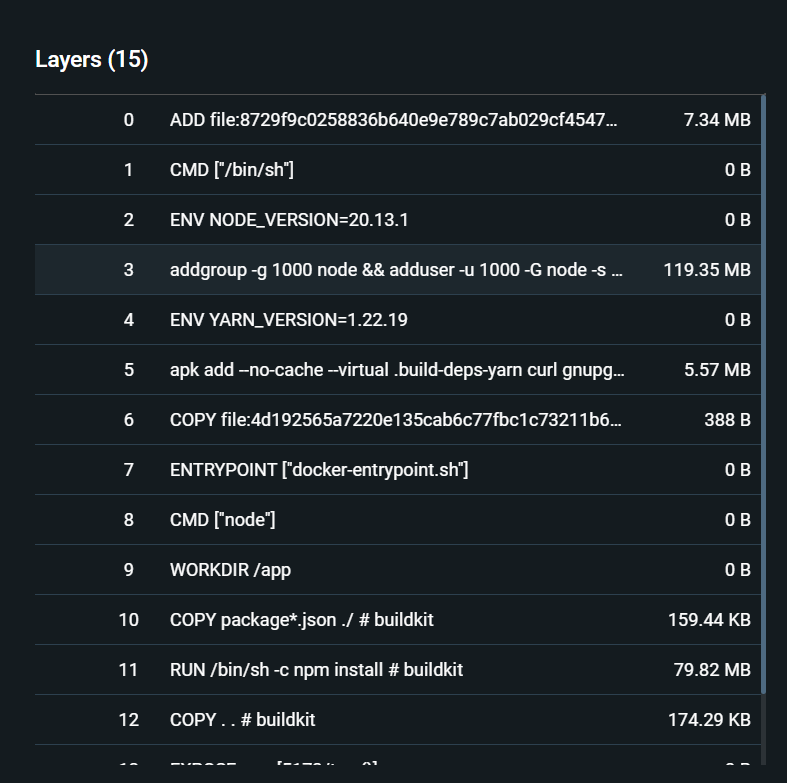 Layers (15)
0 ADD file:8729f9c0258836b640e9e789c7ab029cf4547... 7.34 MB
1 CMD ["/bin/sh"] 0 B
2 ENV NODE_VERSION=20.13.1 0 B
3 addgroup -g 1000 node && adduser -u 1000 -G node -s ... 119.35 MB
4 ENV YARN_VERSION=1.22.19 0 B
5 apk add --no-cache --virtual .build-deps-yarn curl gnupg... 5.57 MB
6 COPY file:4d192565a7220e135cab6c77fbc1c73211b6... 388 B
7 ENTRYPOINT ["docker-entrypoint.sh"] 0 B
8 CMD ["node"] 0 B
9 WORKDIR /app 0 B
10 COPY package*.json ./ # buildkit 159.44 KB
11 RUN /bin/sh -c npm install # buildkit 79.82 MB
12 COPY . . # buildkit 174.29 KB